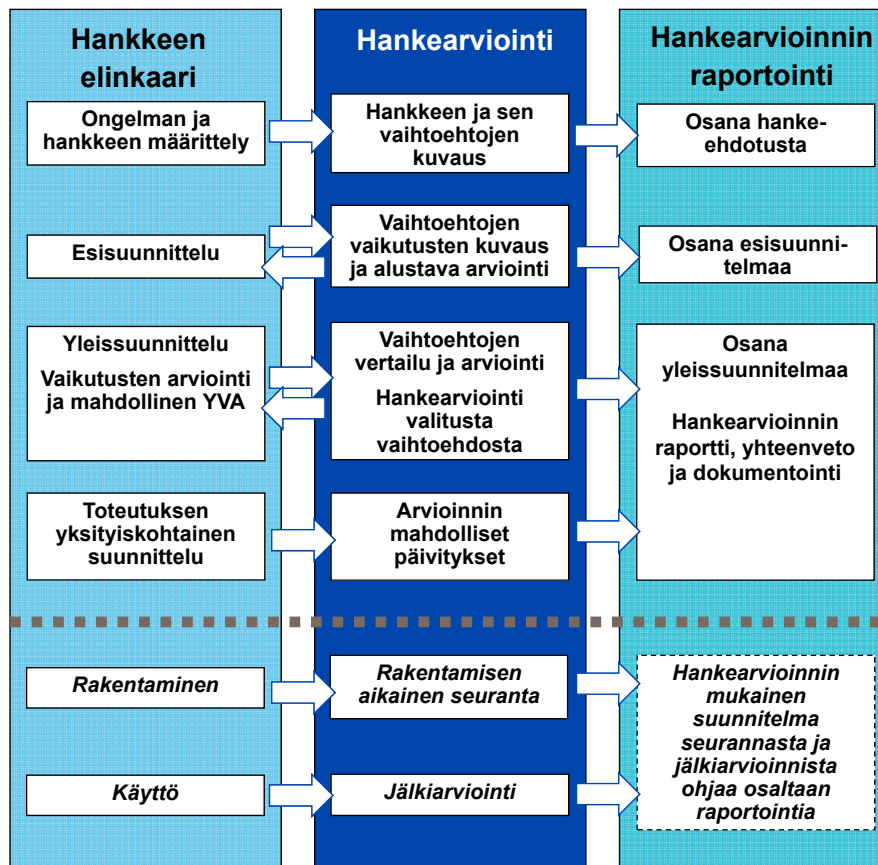 Hankkeen
elinkaari
Hankearviointi
Hankearvioinnin
raportointi
Ongelman ja
hankkeen määrittely
Hankkeen ja sen
vaihtoehtojen
kuvaus
Osana hanke-
ehdotusta
Esisuunnittelu
Vaihtoehtojen
vaikutusten kuvaus
ja alustava arviointi
Osana esisuunni-
telmaa
Yleissuunnittelu
Vaikutusten arviointi
ja mahdollinen YVA
Vaihtoehtojen
vertailu ja arviointi
Hankearviointi
valitusta
vaihtoehdosta
Osana
yleissuunnitelmaa
Hankearvioinnin
raportti, yhteenveto
ja dokumentointi
Toteutuksen
yksityiskohtainen
suunnittelu
Arvioinnin
mahdolliset
päivitykset
Rakentaminen
Rakentamisen
aikainen seuranta
Hankearvioinnin
mukainen
suunnitelma
seurannasta ja
jälkiarvioinnista
ohjaa osaltaan
raportointia
Käyttö
Jälkiarviointi